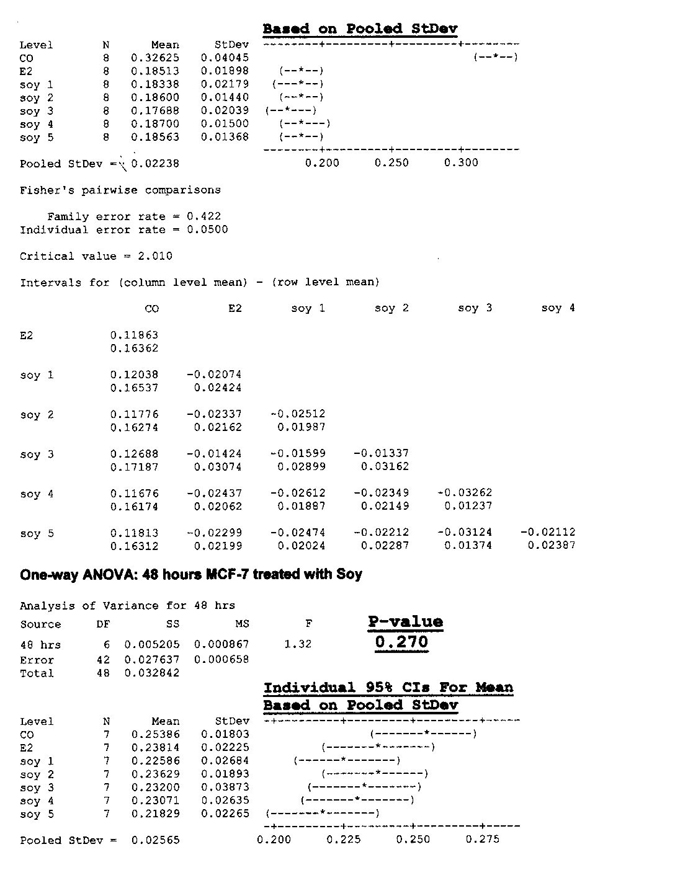 Based on Pooled StDev
Level N Mean StDev --------+---------+---------+--------
CO 8 0.32625 0.04045 (--*--)
E2 8 0.18513 0.01898 (--*--)
soy 1 8 0.18338 0.02179 (---*--)
soy 2 8 0.18600 0.01440 (--*--)
soy 3 8 0.17688 0.02039 (--*---)
soy 4 8 0.18700 0.01500 (--*---)
soy 5 8 0.18563 0.01368 (--*--)
--------+---------+---------+--------
Pooled StDev = 0.02238 0.200 0.250 0.300
Fisher's pairwise comparisons
Family error rate = 0.422
Individual error rate = 0.0500
Critical value = 2.010
Intervals for (column level mean) - (row level mean)
CO E2 soy 1 soy 2 soy 3 soy 4
E2 0.11863
0.16362
soy 1 0.12038 -0.02074
0.16537 0.02424
soy 2 0.11776 -0.02337 -0.02512
0.16274 0.02162 0.01987
soy 3 0.12688 -0.01424 -0.01599 -0.01337
0.17187 0.03074 0.02899 0.03162
soy 4 0.11676 -0.02437 -0.02612 -0.02349 -0.03262
0.16174 0.02062 0.01887 0.02149 0.01237
soy 5 0.11813 -0.02299 -0.02474 -0.02212 -0.03124 -0.02112
0.16312 0.02199 0.02024 0.02287 0.01374 0.02387
One-way ANOVA: 48 hours MCF-7 treated with Soy
Analysis of Variance for 48 hrs
Source DF SS MS F P-value
48 hrs 6 0.005205 0.000867 1.32 0.270
Error 42 0.027637 0.000658
Total 48 0.032842
Individual 95% CIs For Mean
Based on Pooled StDev
Level N Mean StDev -+---------+---------+---------+-----
CO 7 0.25386 0.01803 (-------*------)
E2 7 0.23814 0.02225 (-------*-------)
soy 1 7 0.22586 0.02684 (------*-------)
soy 2 7 0.23629 0.01893 (-------*------)
soy 3 7 0.23200 0.03873 (-------*-------)
soy 4 7 0.23071 0.02635 (-------*-------)
soy 5 7 0.21829 0.02265 (-------*-------)
-+---------+---------+---------+-----
Pooled StDev = 0.02565 0.200 0.225 0.250 0.275